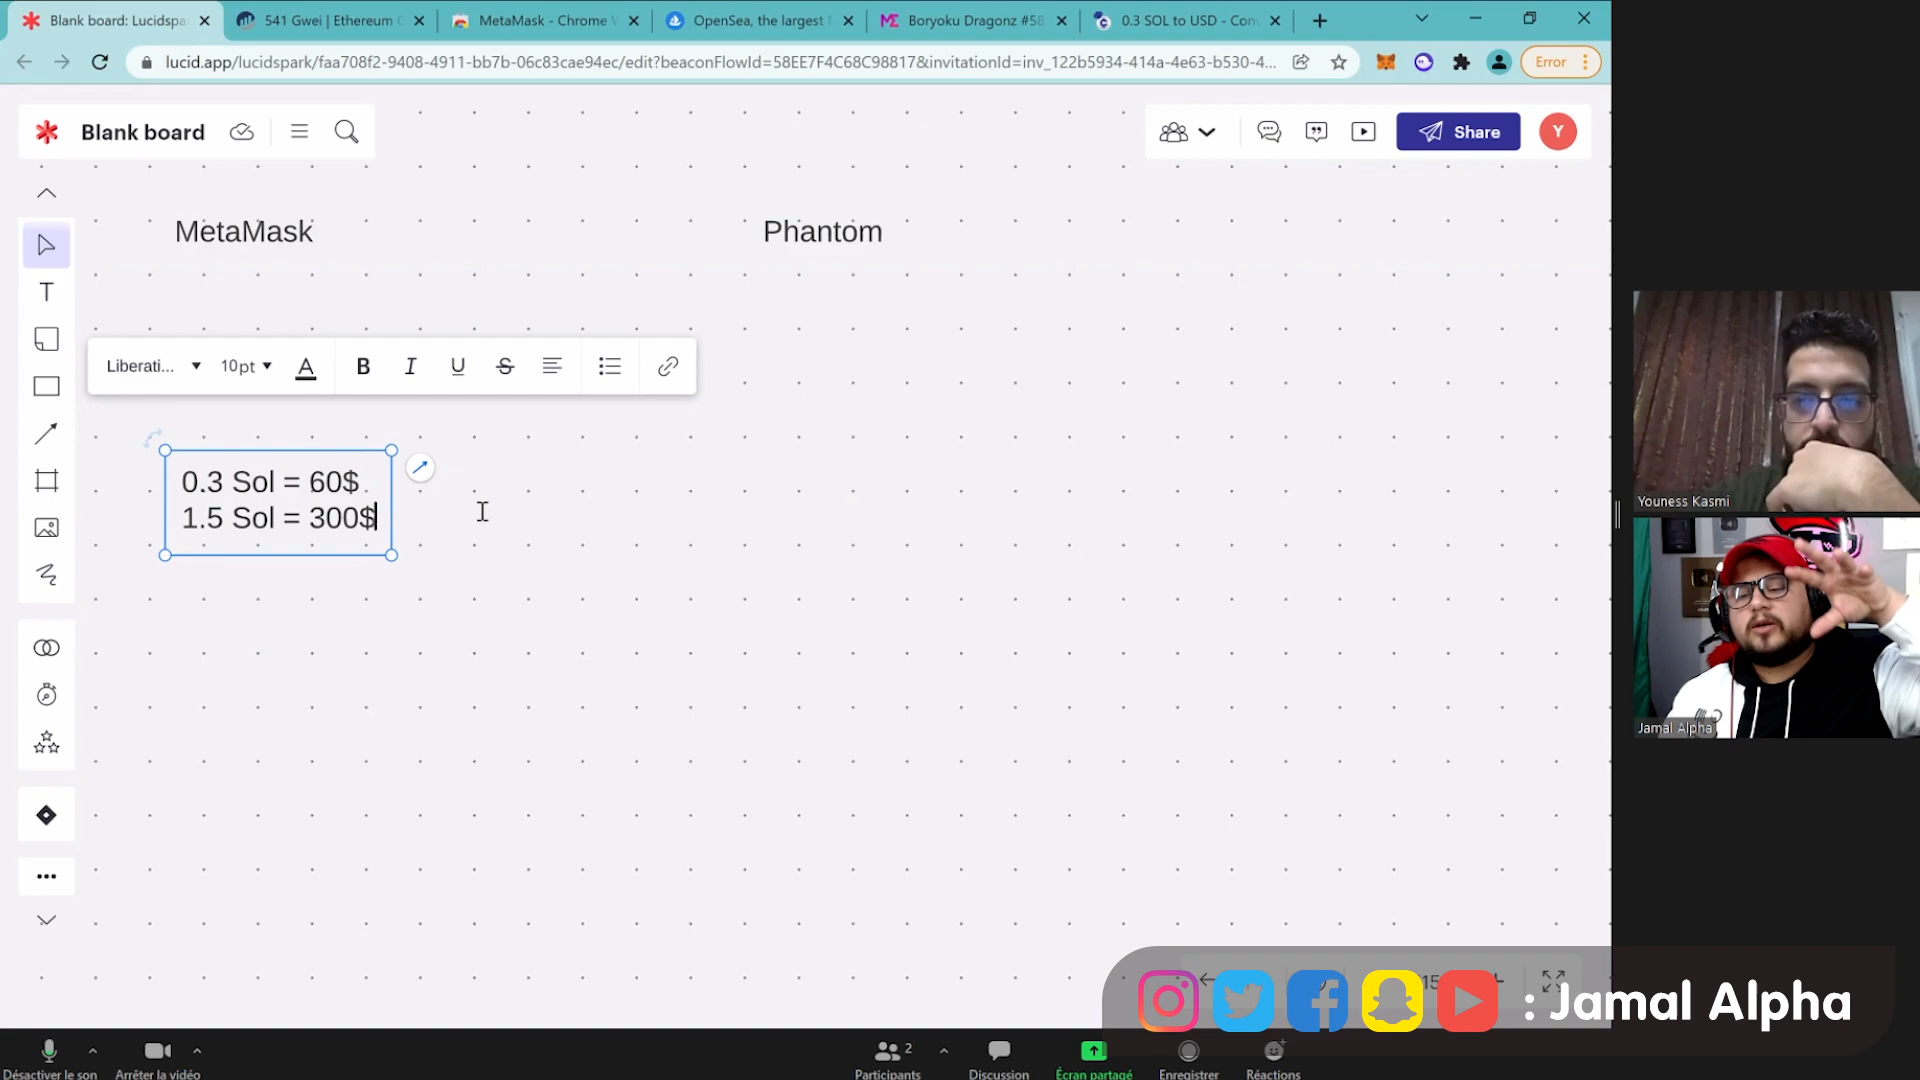 Blank board: Lucidspa
541 Gwei | Ethereum G
MetaMask - Chrome W
OpenSea, the largest
Boryoku Dragonz #58
0.3 SOL to USD - Con
lucid.app/lucidspark/faa708f2-9408-4911-bb7b-06c83cae94ec/edit?beaconFlowId=58EE7F4C68C98817&invitationId=inv_122b5934-414a-4e63-b530-4...
Error
Blank board
Share
Y
MetaMask
Phantom
T
Liberati...
10pt
A
B
I
U
S
0.3 Sol = 60$
1.5 Sol = 300$
Youness Kasmi
Jamal Alpha
: Jamal Alpha
Désactiver le son
Arrêter la vidéo
2
Participants
Discussion
Écran partagé
Enregistrer
Réactions